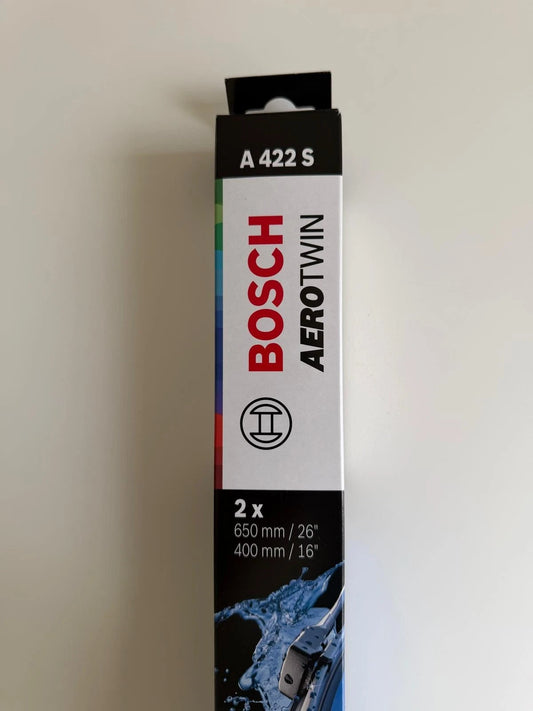 A 422 S
BOSCH
AEROTWIN
2 x
650 mm / 26"
400 mm / 16"